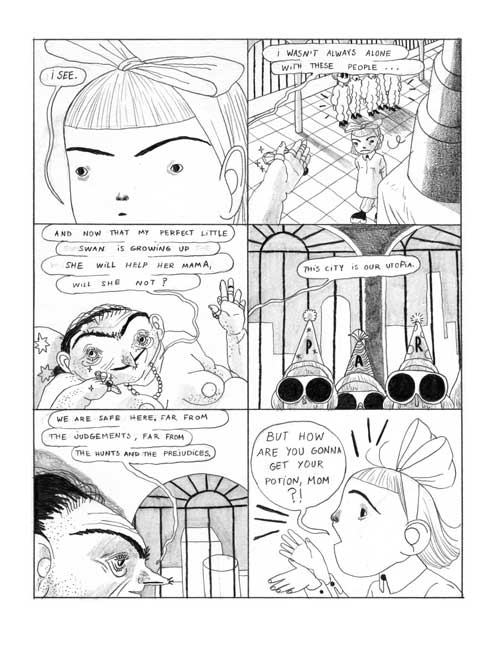 I SEE.
I WASN'T ALWAYS ALONE
WITH THESE PEOPLE ...
AND NOW THAT MY PERFECT LITTLE
SWAN IS GROWING UP
SHE WILL HELP HER MAMA,
WILL SHE NOT?
THIS CITY IS OUR UTOPIA.
P
A
R
WE ARE SAFE HERE, FAR FROM
THE JUDGEMENTS, FAR FROM
THE HUNTS AND THE PREJUDICES.
BUT HOW
ARE YOU GONNA
GET YOUR
POTION, MOM
?!